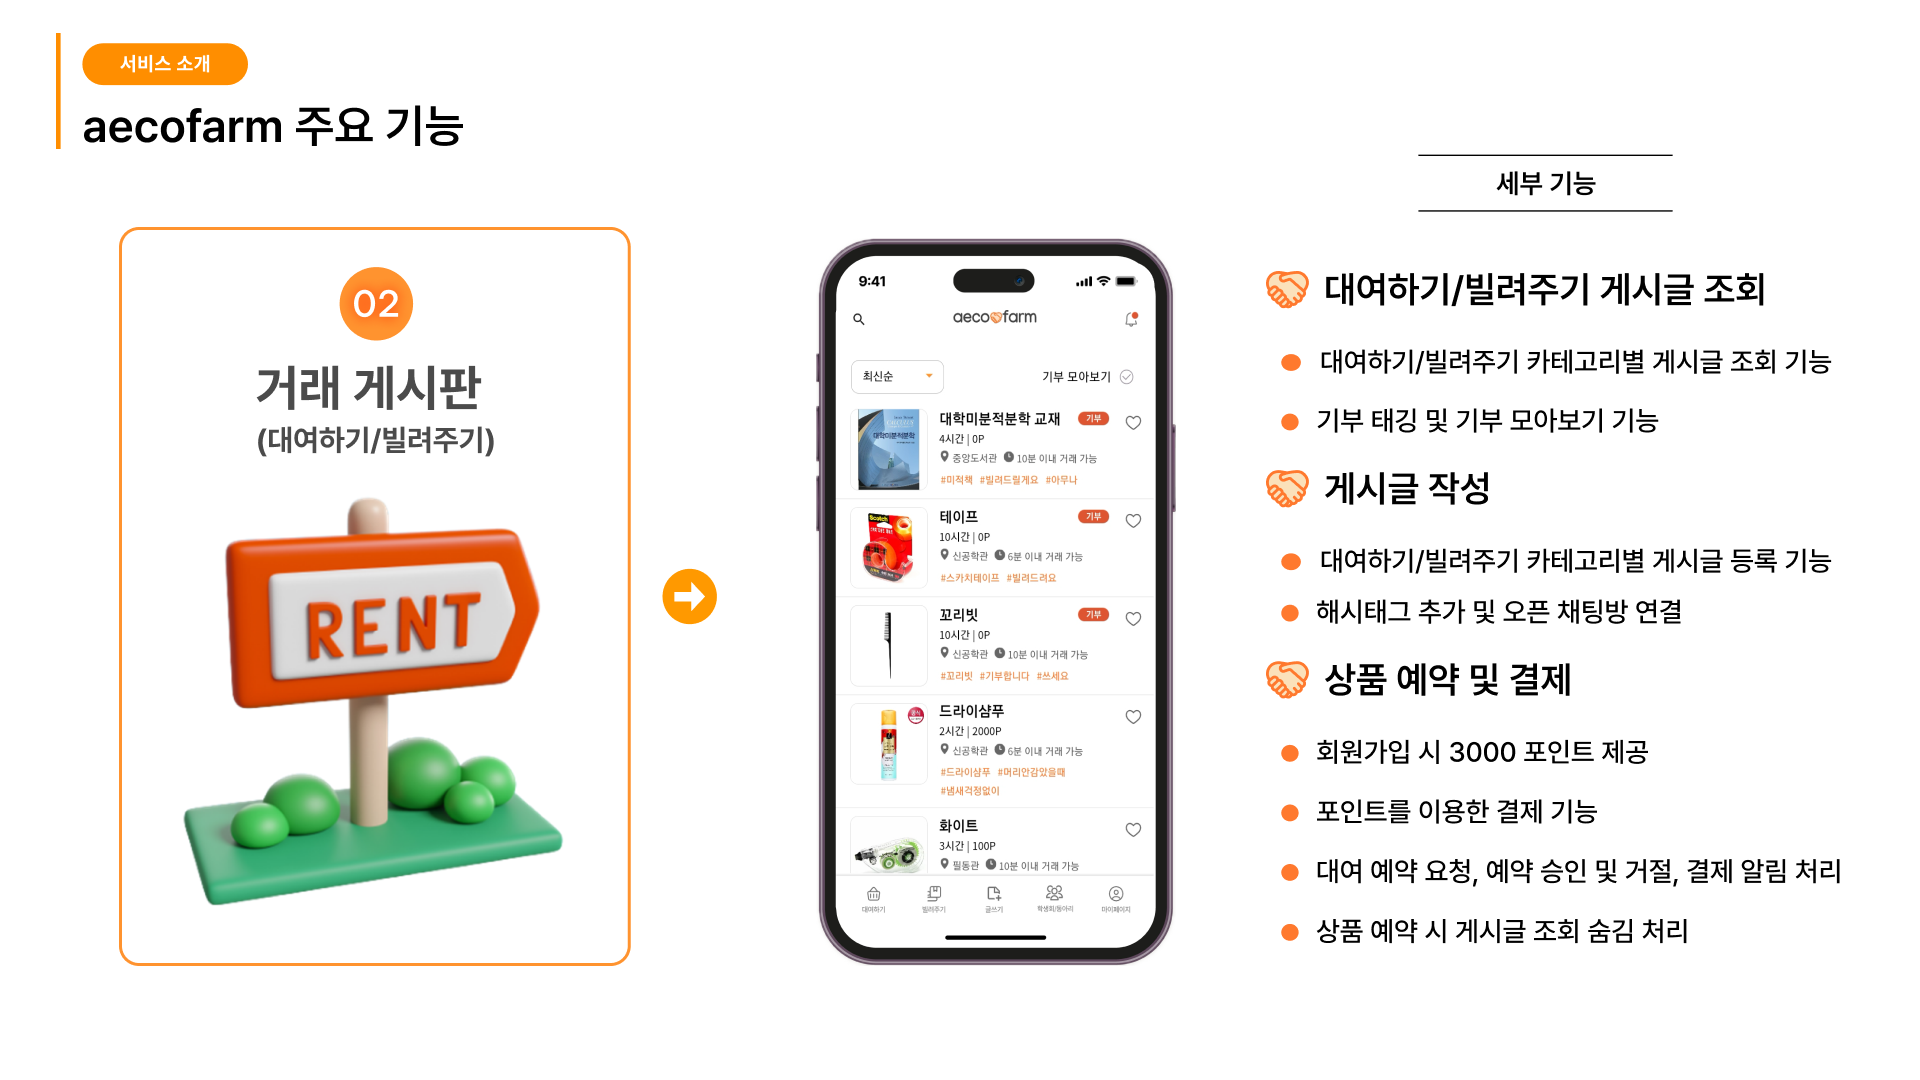 서비스 소개
aecofarm 주요 기능
02
거래 게시판
(대여하기/빌려주기)
RENT
9:41
aecofarm
최신순
기부 모아보기
대학미분적분학
대학미분적분학 교재
기부
4시간 | 0P
중앙도서관 10분 이내 거래 가능
#미적책 #빌려드릴게요 #아무나
Scotch
테이프
기부
10시간 | 0P
신공학관 6분 이내 거래 가능
#스카치테이프 #빌려드려요
꼬리빗
기부
10시간 | 0P
신공학관 10분 이내 거래 가능
#꼬리빗 #기부합니다 #쓰세요
드라이샴푸
2시간 | 2000P
신공학관 6분 이내 거래 가능
#드라이샴푸 #머리안감았을때
#냄새걱정없이
화이트
3시간 | 100P
필동관 10분 이내 거래 가능
대여하기
빌려주기
글쓰기
학생회/동아리
마이페이지
세부 기능
대여하기/빌려주기 게시글 조회
대여하기/빌려주기 카테고리별 게시글 조회 기능
기부 태깅 및 기부 모아보기 기능
게시글 작성
대여하기/빌려주기 카테고리별 게시글 등록 기능
해시태그 추가 및 오픈 채팅방 연결
상품 예약 및 결제
회원가입 시 3000 포인트 제공
포인트를 이용한 결제 기능
대여 예약 요청, 예약 승인 및 거절, 결제 알림 처리
상품 예약 시 게시글 조회 숨김 처리